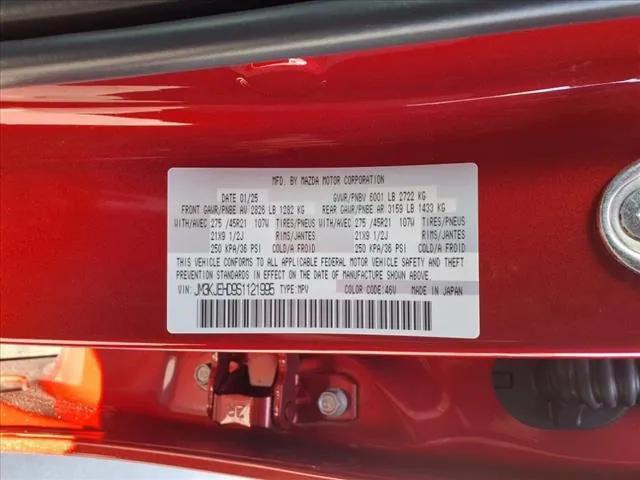 MFD. BY MAZDA MOTOR CORPORATION
DATE 01/25 GVWR/PNBV 6001 LB 2722 KG
FRONT GAWR/PNBE AV 2826 LB 1282 KG REAR GAWR/PNBE AR 3159 LB 1433 KG
WITH/AVEC 275 /45R21 107W TIRES/PNEUS WITH/AVEC 275 /45R21 107W TIRES/PNEUS
21X9 1/2J RIMS/JANTES 21X9 1/2J RIMS/JANTES
250 KPA/36 PSI COLD/A FROID 250 KPA/36 PSI COLD/A FROID
THIS VEHICLE CONFORMS TO ALL APPLICABLE FEDERAL MOTOR VEHICLE SAFETY AND THEFT
PREVENTION STANDARDS IN EFFECT ON THE DATE OF MANUFACTURE SHOWN ABOVE.
VIN: JM3KJEHD9S1121995 TYPE:MPV COLOR CODE:46V MADE IN JAPAN